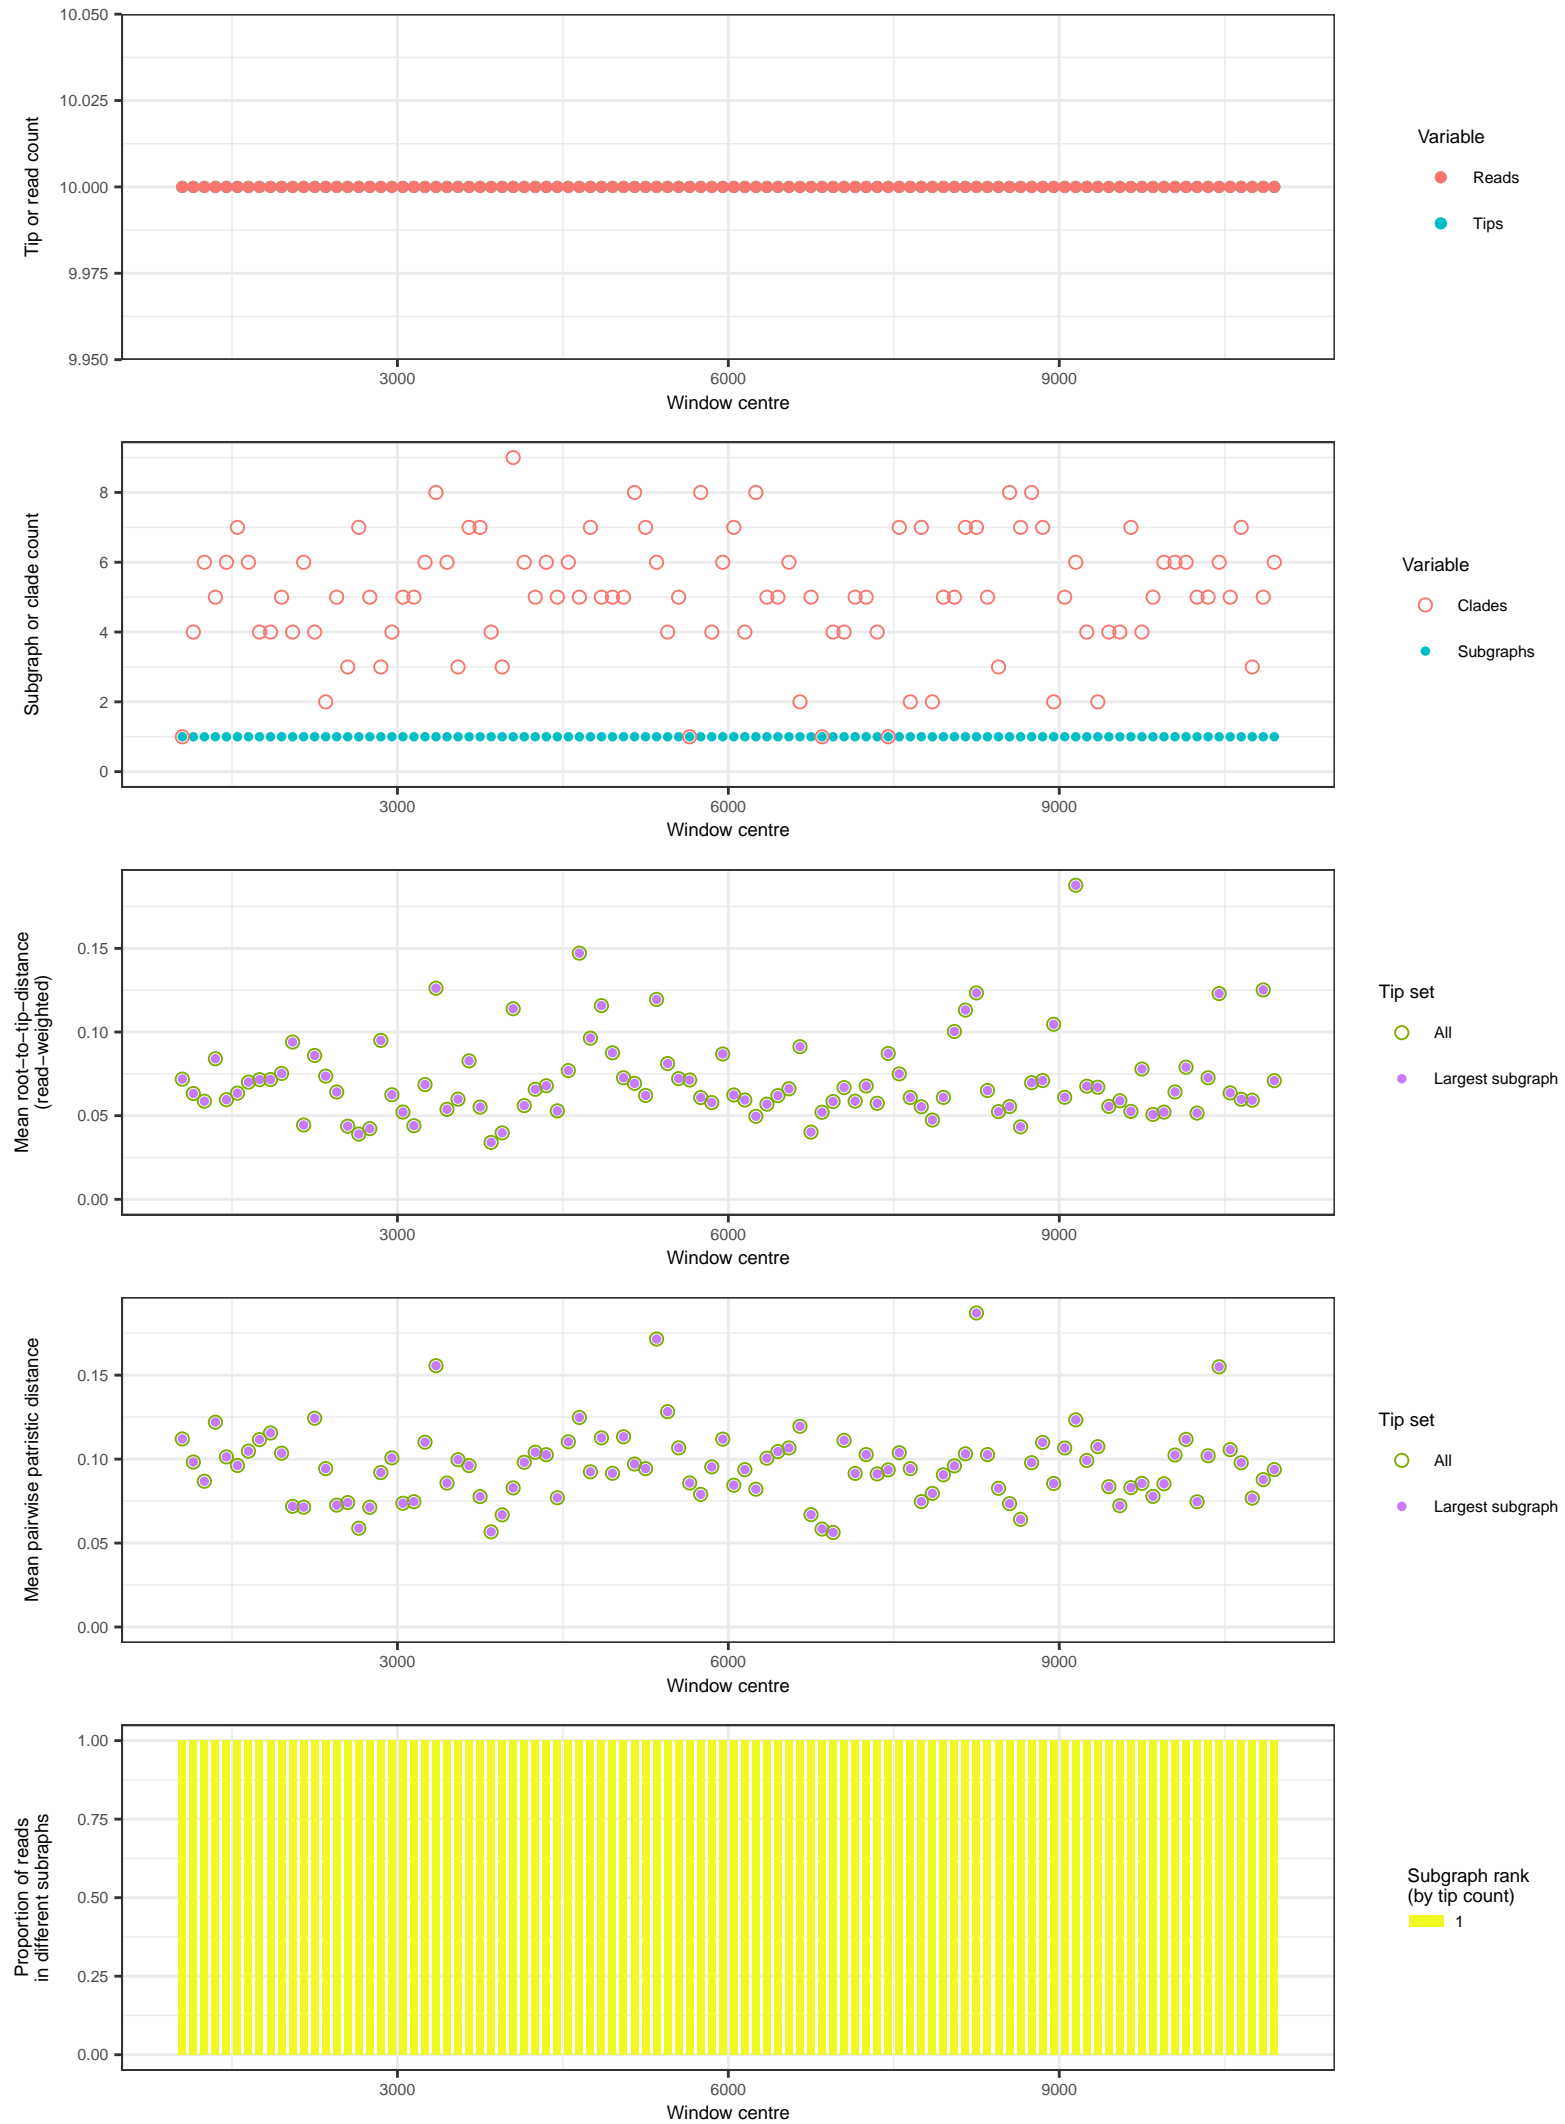 10.050
10.025
10.000
9.975
9.950
Tip or read count
3000
6000
9000
Window centre
Variable
Reads
Tips
8
6
4
2
0
Subgraph or clade count
3000
6000
9000
Window centre
Variable
Clades
Subgraphs
0.15
0.10
0.05
0.00
Mean root−to−tip−distance
(read−weighted)
3000
6000
9000
Window centre
Tip set
All
Largest subgraph
0.15
0.10
0.05
0.00
Mean pairwise patristic distance
3000
6000
9000
Window centre
Tip set
All
Largest subgraph
1.00
0.75
0.50
0.25
0.00
Proportion of reads
in different subraphs
3000
6000
9000
Window centre
Subgraph rank
(by tip count)
1